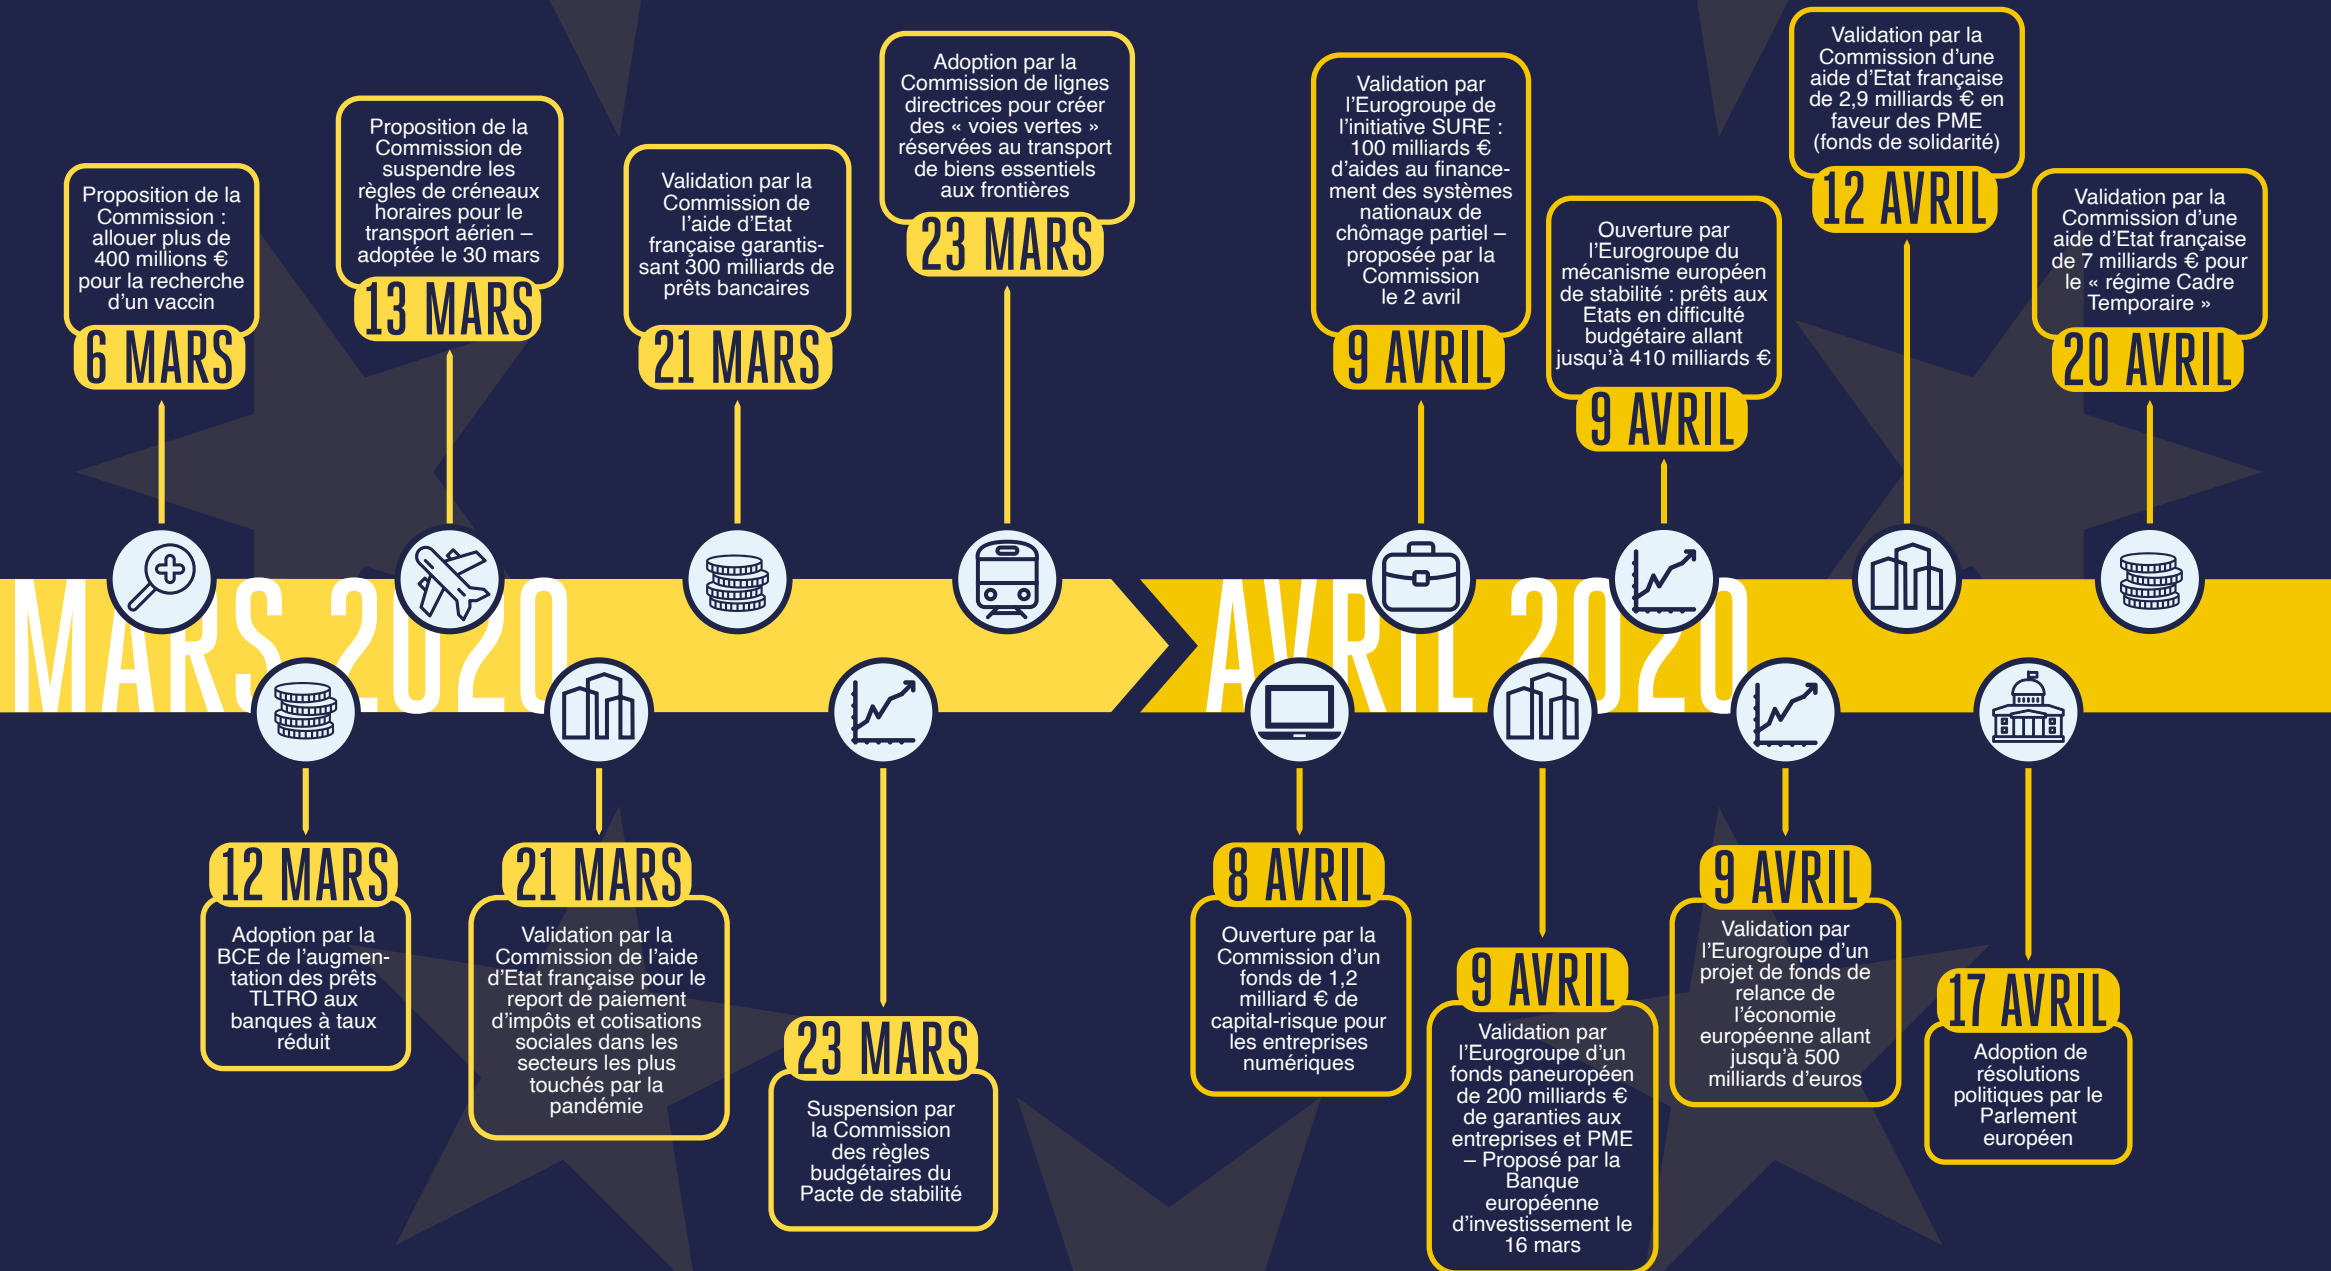 Proposition de la
Commission :
allouer plus de
400 millions €
pour la recherche
d'un vaccin
6 MARS
Proposition de la
Commission de
suspendre les
règles de créneaux
horaires pour le
transport aérien –
adoptée le 30 mars
13 MARS
Validation par la
Commission de
l'aide d'Etat
française garantis-
sant 300 milliards de
prêts bancaires
21 MARS
Adoption par la
Commission de lignes
directrices pour créer
des « voies vertes »
réservées au transport
de biens essentiels
aux frontières
23 MARS
Validation par
l'Eurogroupe de
l'initiative SURE :
100 milliards €
d'aides au finance-
ment des systèmes
nationaux de
chômage partiel –
proposée par la
Commission
le 2 avril
9 AVRIL
Ouverture par
l'Eurogroupe du
mécanisme européen
de stabilité : prêts aux
Etats en difficulté
budgétaire allant
jusqu'à 410 milliards €
9 AVRIL
Validation par la
Commission d'une
aide d'Etat française
de 2,9 milliards € en
faveur des PME
(fonds de solidarité)
12 AVRIL
Validation par la
Commission d'une
aide d'Etat française
de 7 milliards € pour
le « régime Cadre
Temporaire »
20 AVRIL
MARS 2020
AVRIL 2020
12 MARS
Adoption par la
BCE de l'augmen-
tation des prêts
TLTRO aux
banques à taux
réduit
21 MARS
Validation par la
Commission de l'aide
d'Etat française pour le
report de paiement
d'impôts et cotisations
sociales dans les
secteurs les plus
touchés par la
pandémie
23 MARS
Suspension par
la Commission
des règles
budgétaires du
Pacte de stabilité
8 AVRIL
Ouverture par la
Commission d'un
fonds de 1,2
milliard € de
capital-risque pour
les entreprises
numériques
9 AVRIL
Validation par
l'Eurogroupe d'un
fonds paneuropéen
de 200 milliards €
de garanties aux
entreprises et PME
– Proposé par la
Banque
européenne
d'investissement le
16 mars
9 AVRIL
Validation par
l'Eurogroupe d'un
projet de fonds de
relance de
l'économie
européenne allant
jusqu'à 500
milliards d'euros
17 AVRIL
Adoption de
résolutions
politiques par le
Parlement
européen